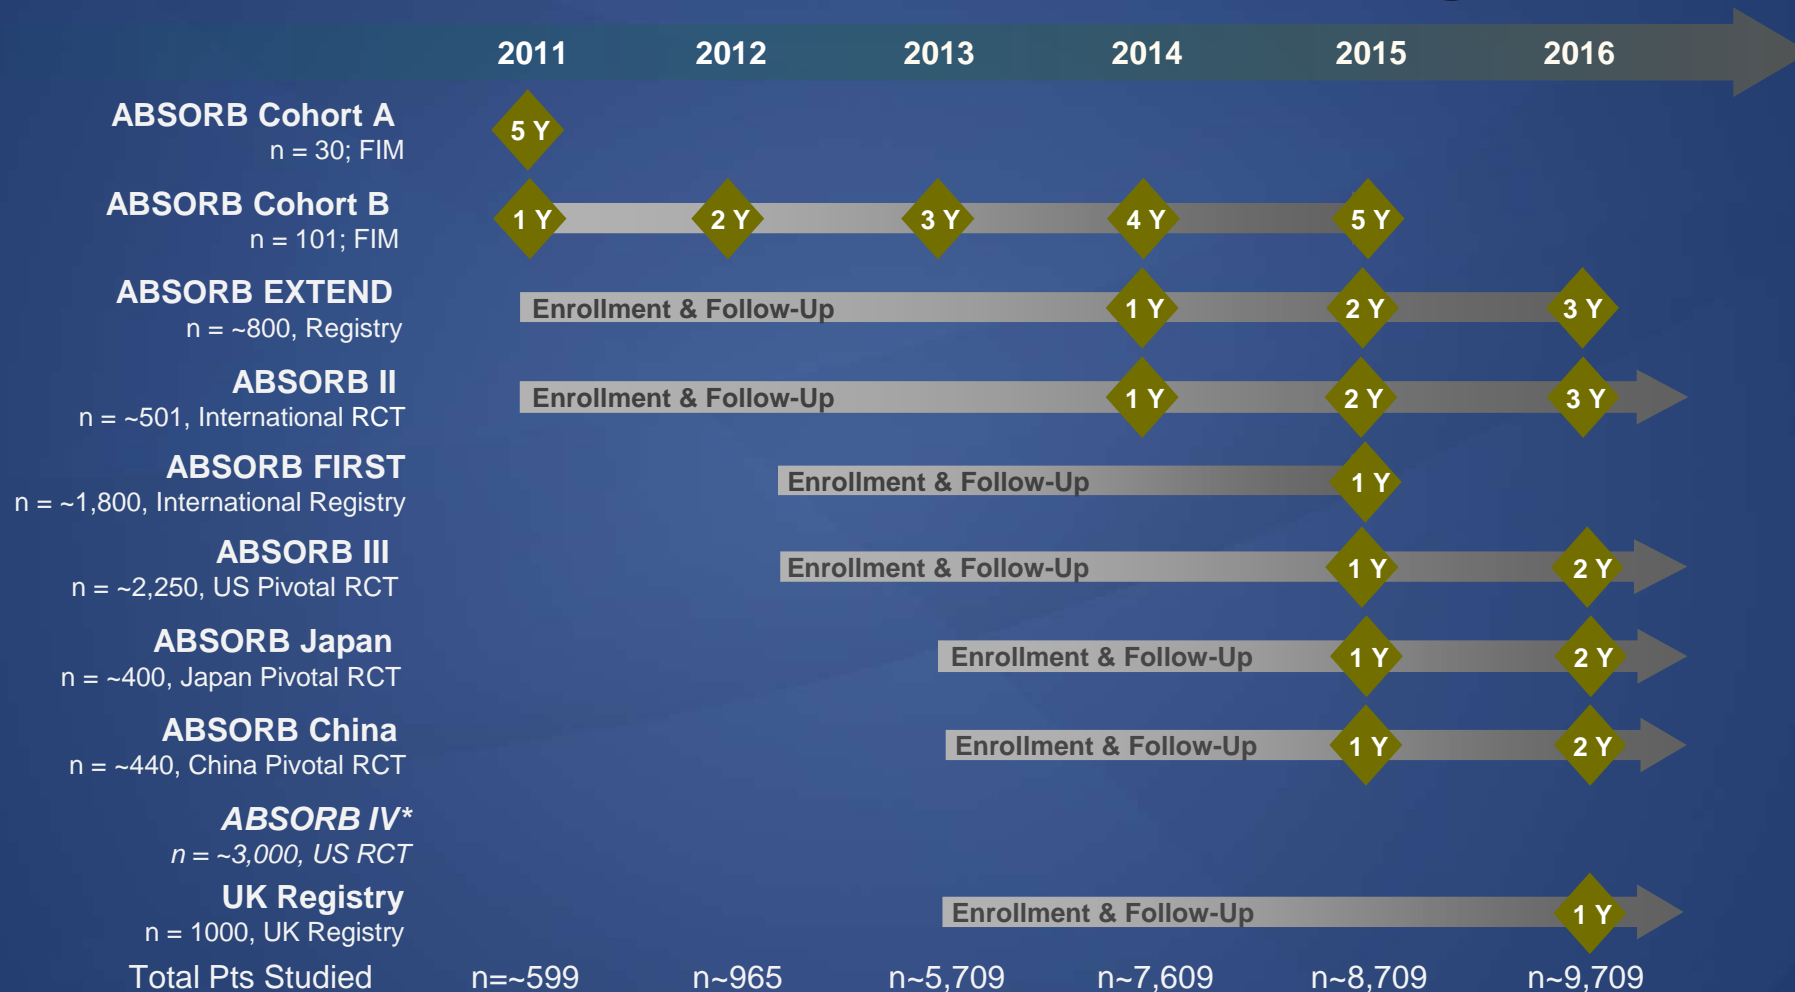 2011 2012 2013 2014 2015 2016
ABSORB Cohort A
n = 30; FIM
5 Y
ABSORB Cohort B
n = 101; FIM
1 Y 2 Y 3 Y 4 Y 5 Y
ABSORB EXTEND
n = ~800, Registry
Enrollment & Follow-Up 1 Y 2 Y 3 Y
ABSORB II
n = ~501, International RCT
Enrollment & Follow-Up 1 Y 2 Y 3 Y
ABSORB FIRST
n = ~1,800, International Registry
Enrollment & Follow-Up 1 Y
ABSORB III
n = ~2,250, US Pivotal RCT
Enrollment & Follow-Up 1 Y 2 Y
ABSORB Japan
n = ~400, Japan Pivotal RCT
Enrollment & Follow-Up 1 Y 2 Y
ABSORB China
n = ~440, China Pivotal RCT
Enrollment & Follow-Up 1 Y 2 Y
ABSORB IV*
n = ~3,000, US RCT
UK Registry
n = 1000, UK Registry
Enrollment & Follow-Up 1 Y
Total Pts Studied n=~599 n~965 n~5,709 n~7,609 n~8,709 n~9,709